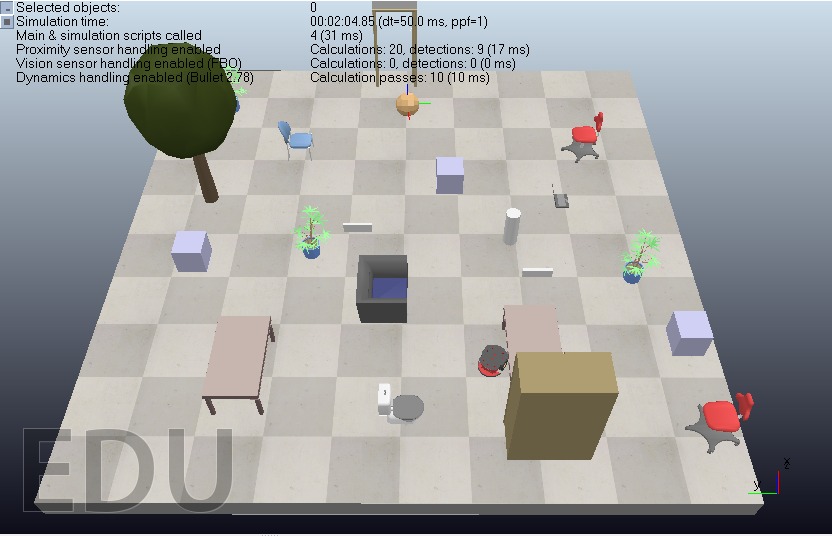 Selected objects: 0
Simulation time: 00:02:04.85 (dt=50.0 ms, ppf=1)
Main & simulation scripts called 4 (31 ms)
Proximity sensor handling enabled Calculations: 20, detections: 9 (17 ms)
Vision sensor handling enabled (FBO) Calculations: 0, detections: 0 (0 ms)
Dynamics handling enabled (Bullet 2.78) Calculation passes: 10 (10 ms)
EDU
x
z
y